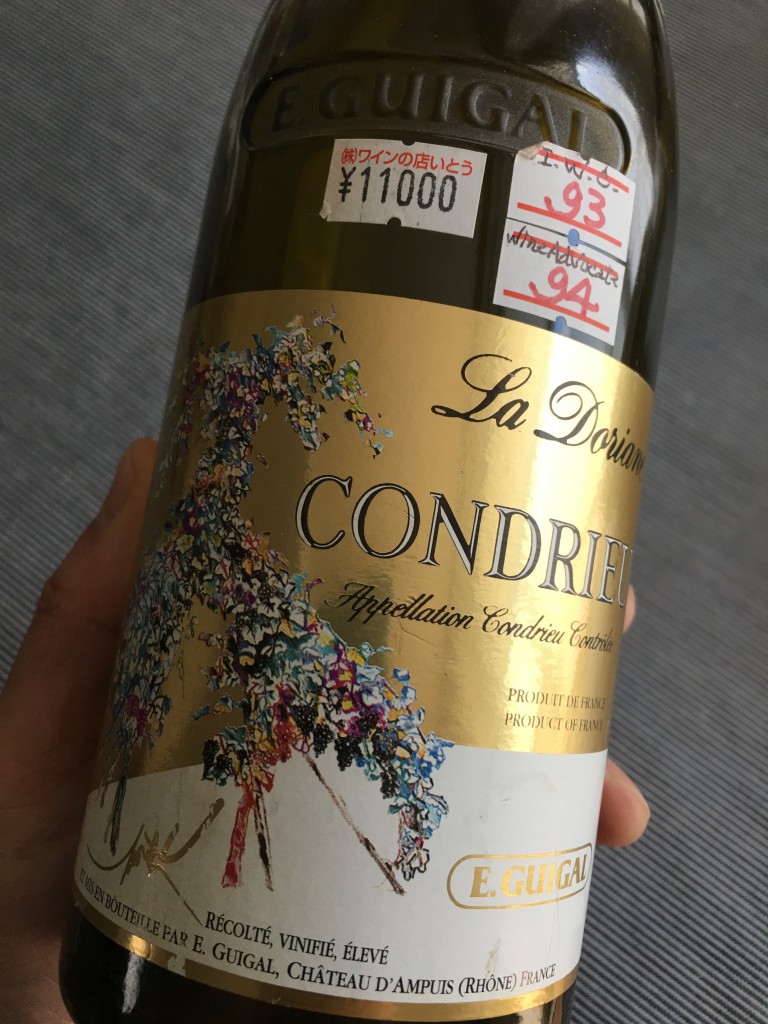 E. GUIGAL
㈱ワインの店いとう
¥11000
I.W.C.
93
Wine Advocate
94
La Doriane
CONDRIEU
Appellation Condrieu Contrôlée
PRODUIT DE FRANCE
PRODUCT OF FRANCE
E. GUIGAL
RÉCOLTÉ, VINIFIÉ, ÉLEVÉ
ET MIS EN BOUTEILLE PAR E. GUIGAL, CHÂTEAU D'AMPUIS (RHÔNE) FRANCE